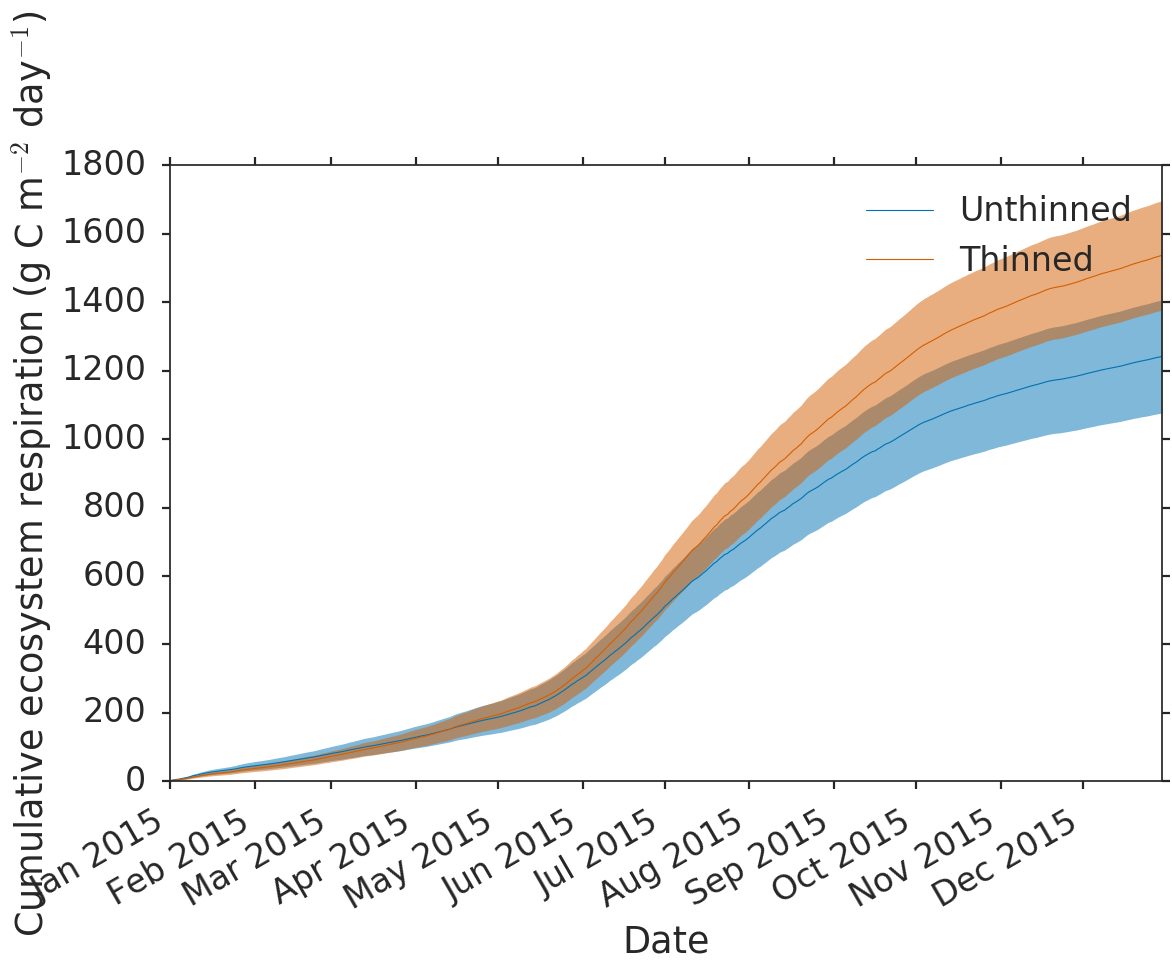 Cumulative ecosystem respiration (g C m⁻² day⁻¹)
1800
1600
1400
1200
1000
800
600
400
200
0
Unthinned
Thinned
Jan 2015
Feb 2015
Mar 2015
Apr 2015
May 2015
Jun 2015
Jul 2015
Aug 2015
Sep 2015
Oct 2015
Nov 2015
Dec 2015
Date